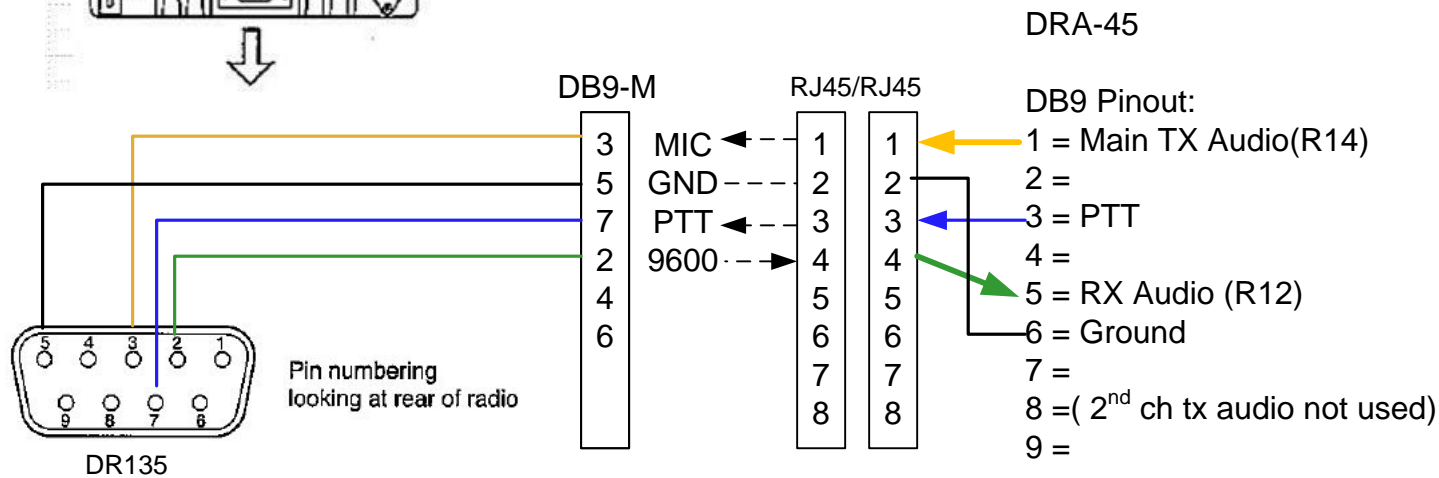 DRA-45
DB9-M
RJ45/RJ45
DB9 Pinout:
3 MIC 1 1 1 = Main TX Audio(R14)
5 GND 2 2 2 =
7 PTT 3 3 3 = PTT
2 9600 4 4 4 =
4 5 5 5 = RX Audio (R12)
6 6 6 6 = Ground
7 7 7 =
8 8 8 =( 2nd ch tx audio not used)
9 =
5 4 3 2 1
9 8 7 6
Pin numbering
looking at rear of radio
DR135